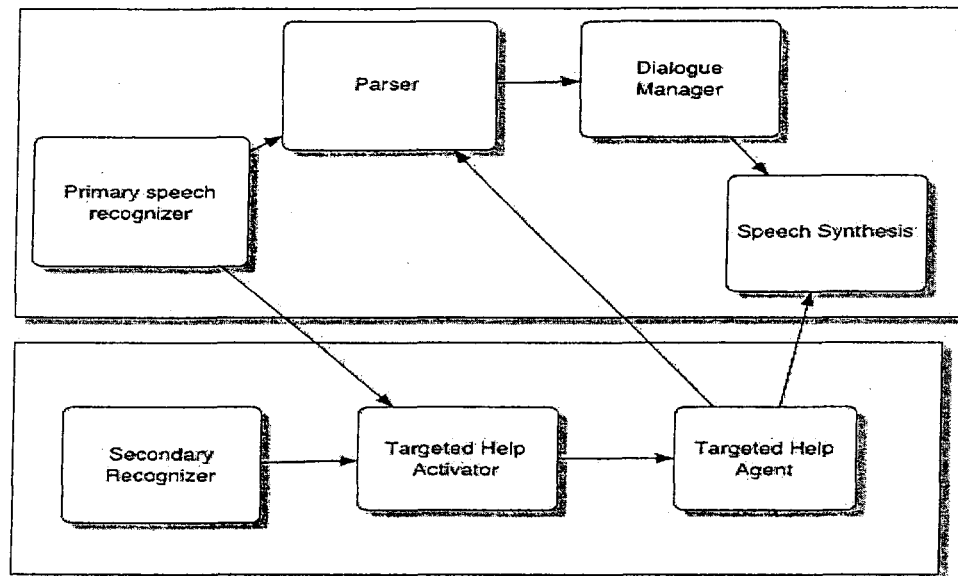 Parser
Dialogue
Manager
Primary speech
recognizer
Speech Synthesis
Secondary
Recognizer
Targeted Help
Activator
Targeted Help
Agent